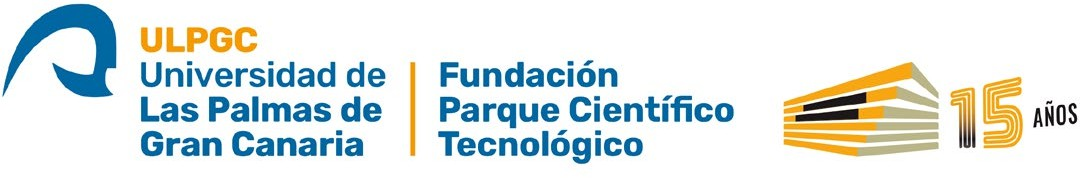 ULPGC
Universidad de
Las Palmas de
Gran Canaria
Fundación
Parque Científico
Tecnológico
15 AÑOS